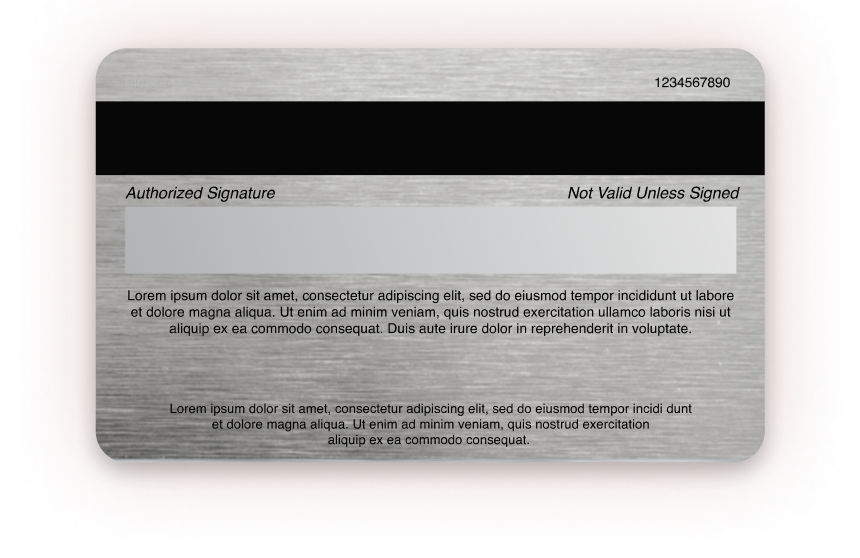 1234567890
Authorized Signature Not Valid Unless Signed
Lorem ipsum dolor sit amet, consectetur adipiscing elit, sed do eiusmod tempor incididunt ut labore
et dolore magna aliqua. Ut enim ad minim veniam, quis nostrud exercitation ullamco laboris nisi ut
aliquip ex ea commodo consequat. Duis aute irure dolor in reprehenderit in voluptate.
Lorem ipsum dolor sit amet, consectetur adipiscing elit, sed do eiusmod tempor incidi dunt
et dolore magna aliqua. Ut enim ad minim veniam, quis nostrud exercitation
aliquip ex ea commodo consequat.